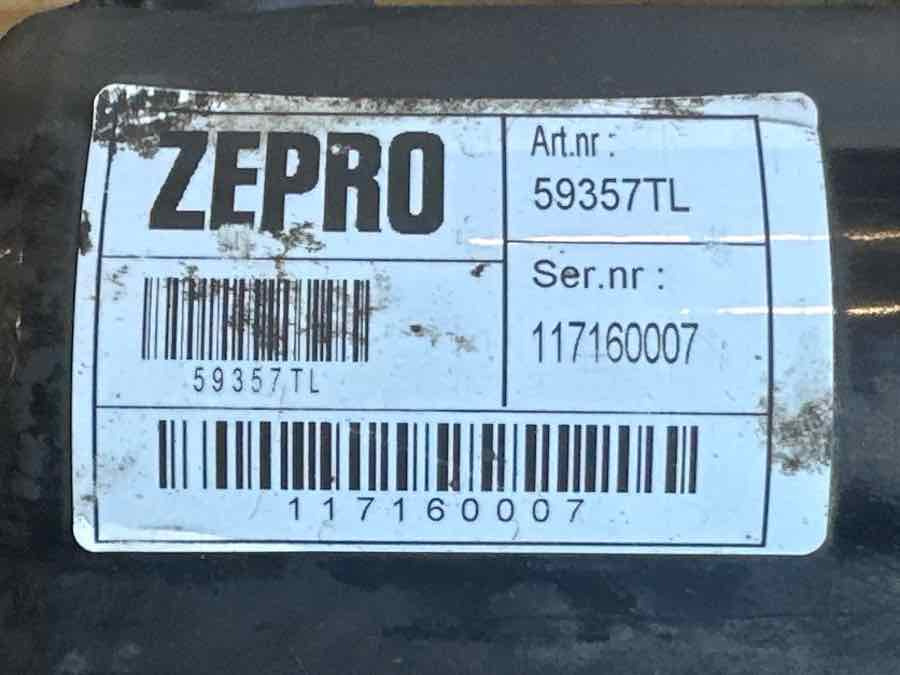 ZEPRO
Art.nr :
59357TL
Ser.nr :
117160007
59357TL
117160007